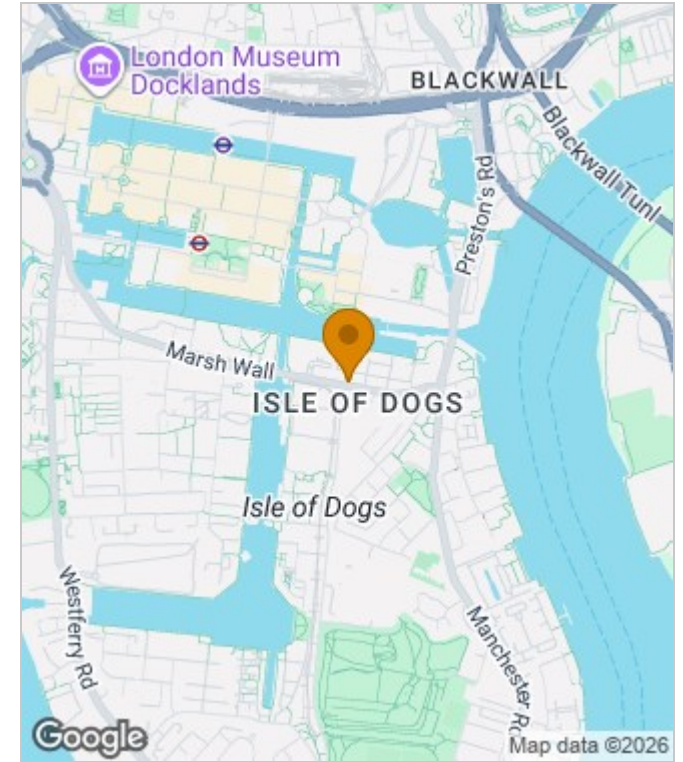 London Museum
Docklands
BLACKWALL
Blackwall Tunl
Preston's Rd
Marsh Wall
ISLE OF DOGS
Isle of Dogs
Westferry Rd
Manchester Rd
Google
Map data ©2026